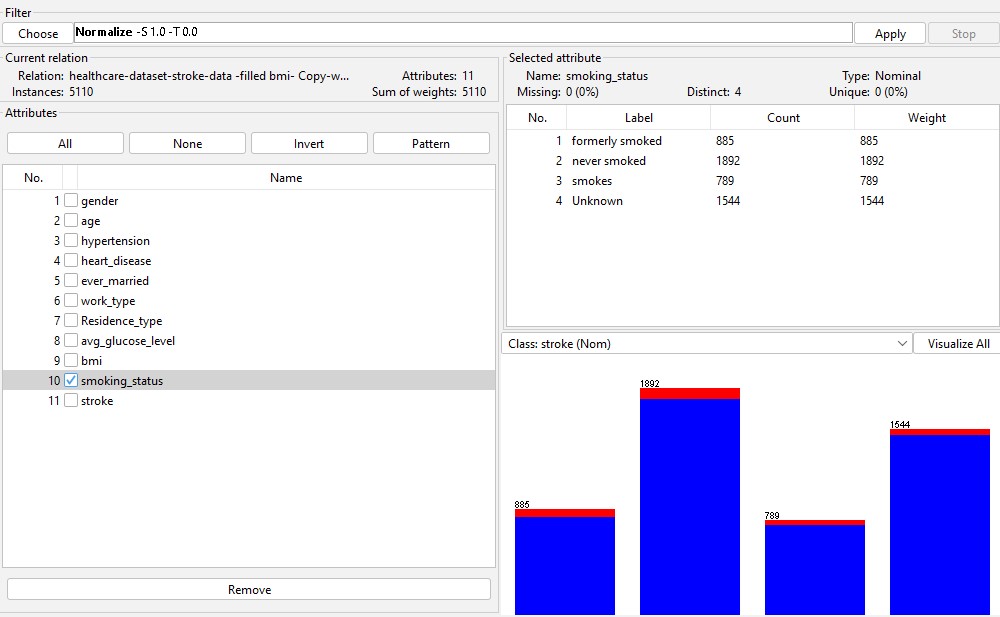 Filter
Choose Normalize -S 1.0 -T 0.0 Apply Stop
Current relation
Relation: healthcare-dataset-stroke-data -filled bmi- Copy-w... Attributes: 11
Instances: 5110 Sum of weights: 5110
Attributes
All None Invert Pattern
No. Name
1 gender
2 age
3 hypertension
4 heart_disease
5 ever_married
6 work_type
7 Residence_type
8 avg_glucose_level
9 bmi
10 smoking_status
11 stroke
Remove
Selected attribute
Name: smoking_status Type: Nominal
Missing: 0 (0%) Distinct: 4 Unique: 0 (0%)
No. Label Count Weight
1 formerly smoked 885 885
2 never smoked 1892 1892
3 smokes 789 789
4 Unknown 1544 1544
Class: stroke (Nom) Visualize All
885
1892
789
1544